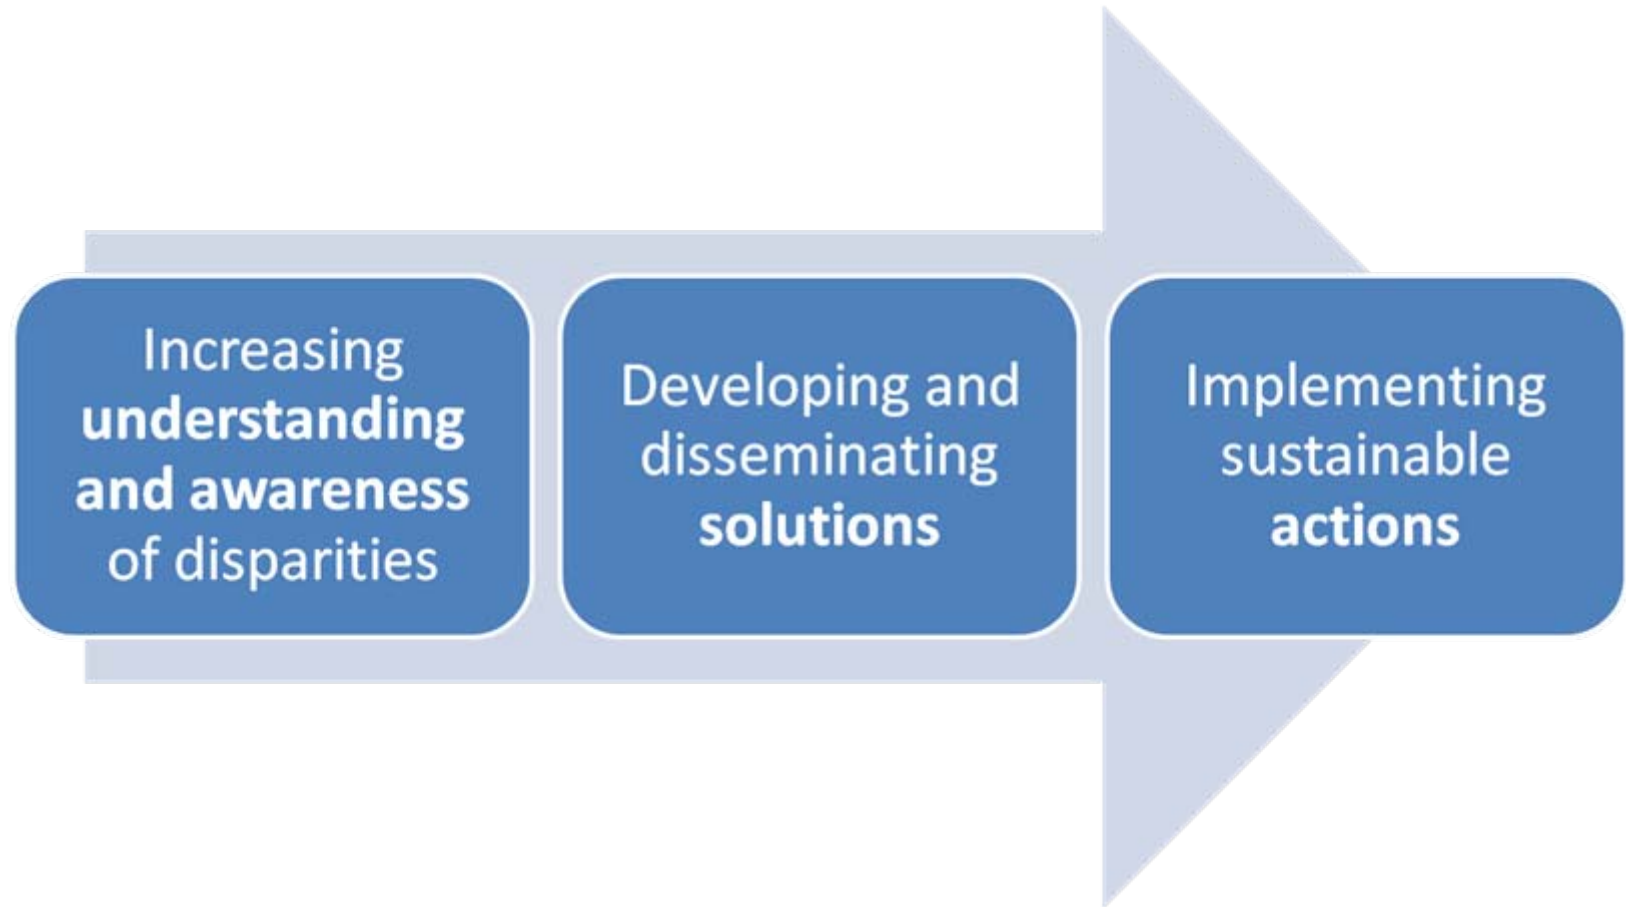 Increasing
understanding
and awareness
of disparities
Developing and
disseminating
solutions
Implementing
sustainable
actions